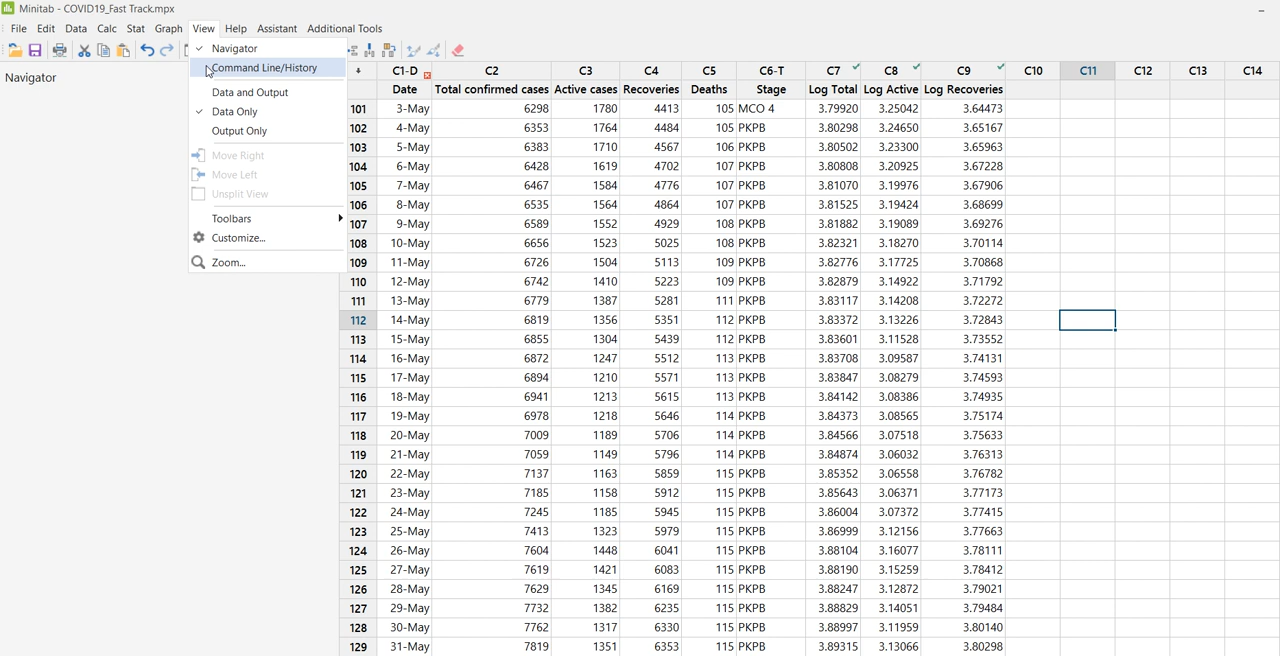 Minitab - COVID19_Fast Track.mpx
File Edit Data Calc Stat Graph View Help Assistant Additional Tools
Navigator
Navigator
Command Line/History
Data and Output
Data Only
Output Only
Move Right
Move Left
Unsplit View
Toolbars
Customize...
Zoom...
C1-D C2 C3 C4 C5 C6-T C7 C8 C9 C10 C11 C12 C13 C14
Date Total confirmed cases Active cases Recoveries Deaths Stage Log Total Log Active Log Recoveries
101 3-May 6298 1780 4413 105 MCO 4 3.79920 3.25042 3.64473
102 4-May 6353 1764 4484 105 PKPB 3.80298 3.24650 3.65167
103 5-May 6383 1710 4567 106 PKPB 3.80502 3.23300 3.65963
104 6-May 6428 1619 4702 107 PKPB 3.80808 3.20925 3.67228
105 7-May 6467 1584 4776 107 PKPB 3.81070 3.19976 3.67906
106 8-May 6535 1564 4864 107 PKPB 3.81525 3.19424 3.68699
107 9-May 6589 1552 4929 108 PKPB 3.81882 3.19089 3.69276
108 10-May 6656 1523 5025 108 PKPB 3.82321 3.18270 3.70114
109 11-May 6726 1504 5113 109 PKPB 3.82776 3.17725 3.70868
110 12-May 6742 1410 5223 109 PKPB 3.82879 3.14922 3.71792
111 13-May 6779 1387 5281 111 PKPB 3.83117 3.14208 3.72272
112 14-May 6819 1356 5351 112 PKPB 3.83372 3.13226 3.72843
113 15-May 6855 1304 5439 112 PKPB 3.83601 3.11528 3.73552
114 16-May 6872 1247 5512 113 PKPB 3.83708 3.09587 3.74131
115 17-May 6894 1210 5571 113 PKPB 3.83847 3.08279 3.74593
116 18-May 6941 1213 5615 113 PKPB 3.84142 3.08386 3.74935
117 19-May 6978 1218 5646 114 PKPB 3.84373 3.08565 3.75174
118 20-May 7009 1189 5706 114 PKPB 3.84566 3.07518 3.75633
119 21-May 7059 1149 5796 114 PKPB 3.84874 3.06032 3.76313
120 22-May 7137 1163 5859 115 PKPB 3.85352 3.06558 3.76782
121 23-May 7185 1158 5912 115 PKPB 3.85643 3.06371 3.77173
122 24-May 7245 1185 5945 115 PKPB 3.86004 3.07372 3.77415
123 25-May 7413 1323 5979 115 PKPB 3.86999 3.12156 3.77663
124 26-May 7604 1448 6041 115 PKPB 3.88104 3.16077 3.78111
125 27-May 7619 1421 6083 115 PKPB 3.88190 3.15259 3.78412
126 28-May 7629 1345 6169 115 PKPB 3.88247 3.12872 3.79021
127 29-May 7732 1382 6235 115 PKPB 3.88829 3.14051 3.79484
128 30-May 7762 1317 6330 115 PKPB 3.88997 3.11959 3.80140
129 31-May 7819 1351 6353 115 PKPB 3.89315 3.13066 3.80298